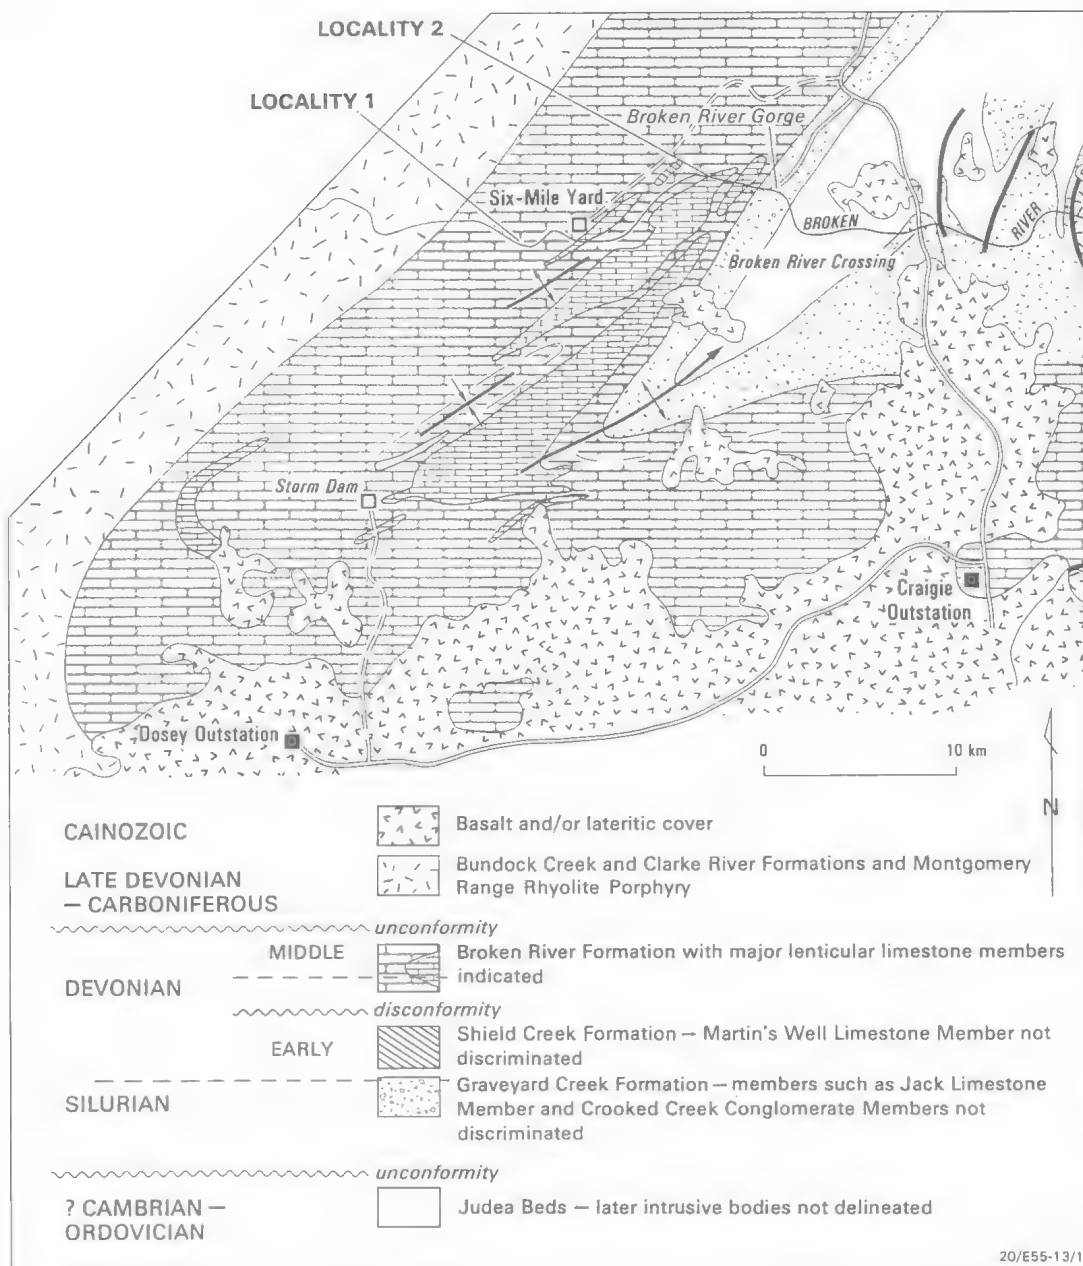 LOCALITY 2
LOCALITY 1
Broken River Gorge
Six-Mile Yard
BROKEN
RIVER
Broken River Crossing
Storm Dam
Craigie
Outstation
Dosey Outstation
0 10 km
N
CAINOZOIC
Basalt and/or lateritic cover
LATE DEVONIAN
– CARBONIFEROUS
Bundock Creek and Clarke River Formations and Montgomery
Range Rhyolite Porphyry
unconformity
MIDDLE
Broken River Formation with major lenticular limestone members
indicated
DEVONIAN
disconformity
EARLY
Shield Creek Formation – Martin's Well Limestone Member not
discriminated
SILURIAN
Graveyard Creek Formation – members such as Jack Limestone
Member and Crooked Creek Conglomerate Members not
discriminated
unconformity
? CAMBRIAN –
ORDOVICIAN
Judea Beds – later intrusive bodies not delineated
20/E55-13/1